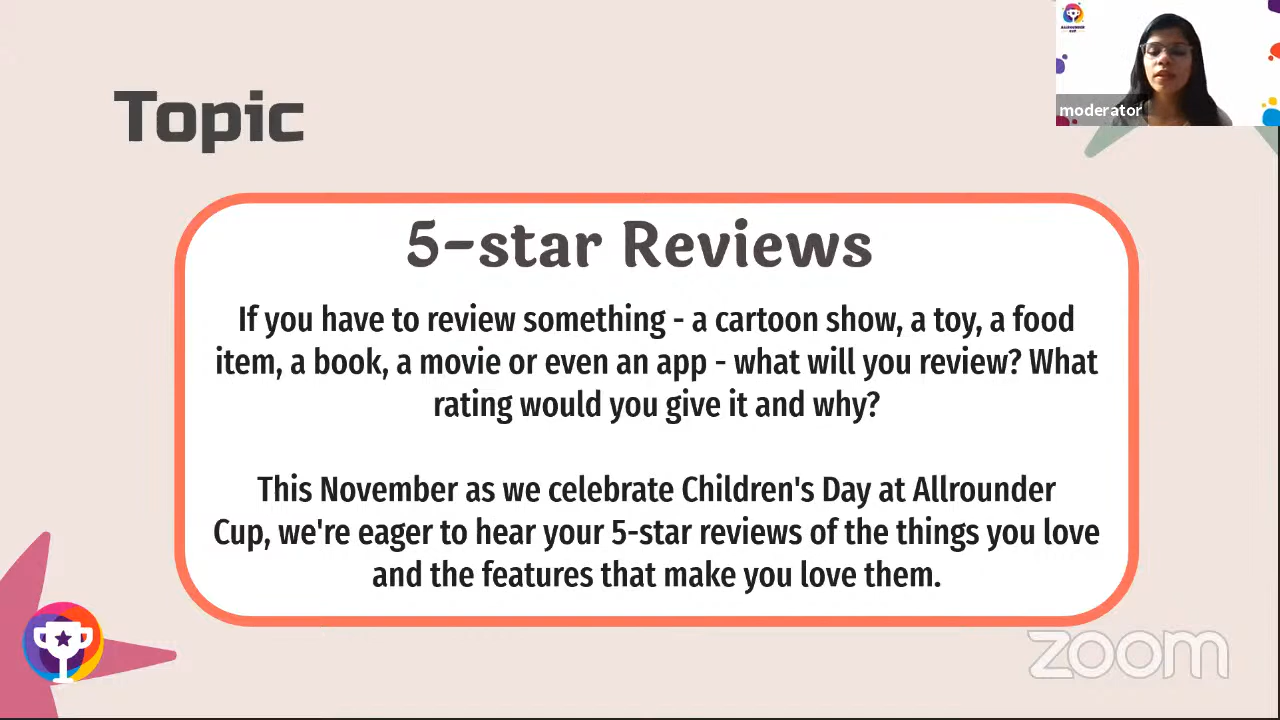 Topic
ALLROUNDER
CUP
moderator
5-star Reviews
If you have to review something - a cartoon show, a toy, a food
item, a book, a movie or even an app - what will you review? What
rating would you give it and why?
This November as we celebrate Children's Day at Allrounder
Cup, we're eager to hear your 5-star reviews of the things you love
and the features that make you love them.
zoom